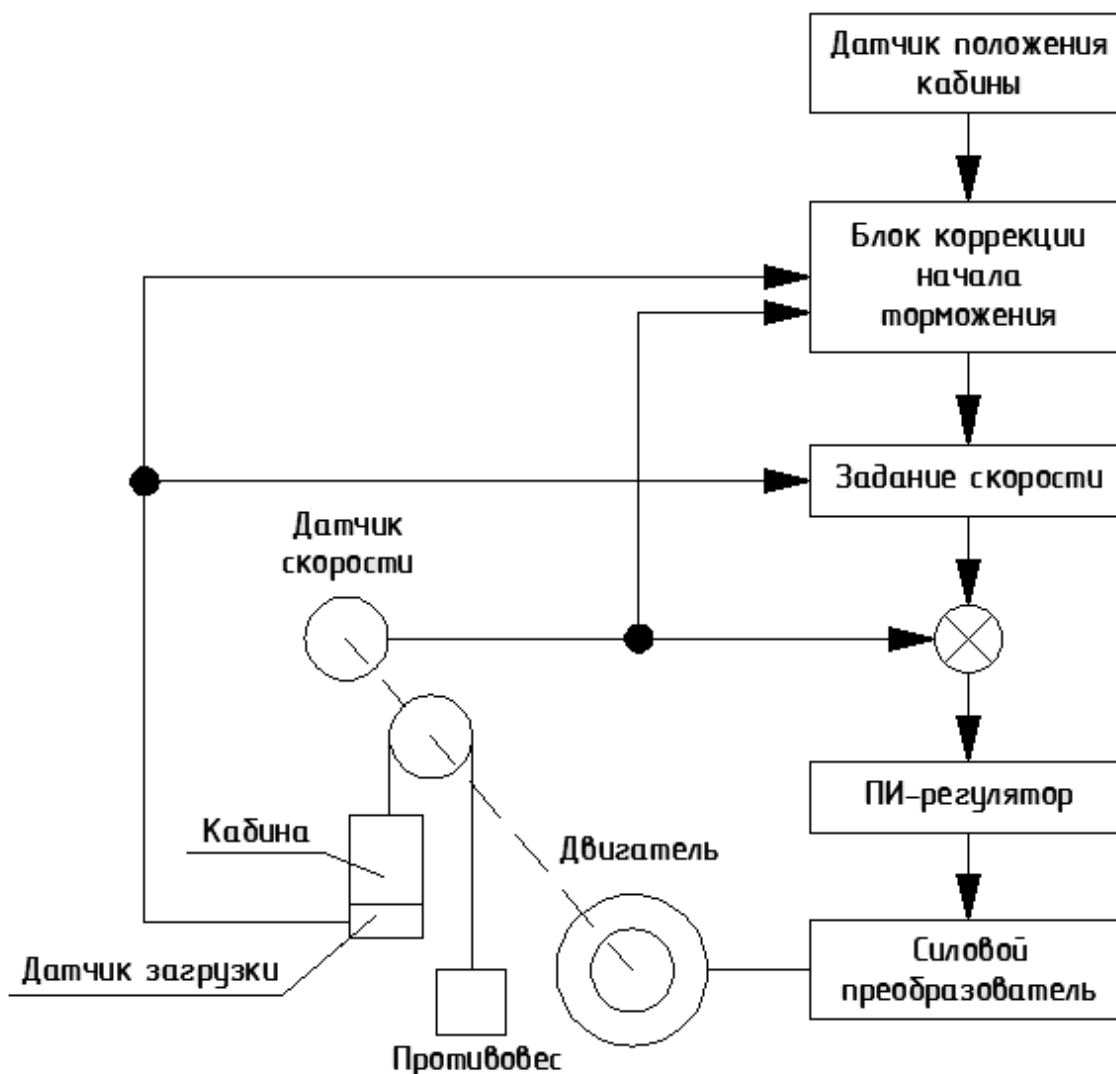 Датчик положения
кабины
Блок коррекции
начала
торможения
Задание скорости
Датчик
скорости
ПИ-регулятор
Кабина
Двигатель
Силовой
преобразователь
Датчик загрузки
Противовес